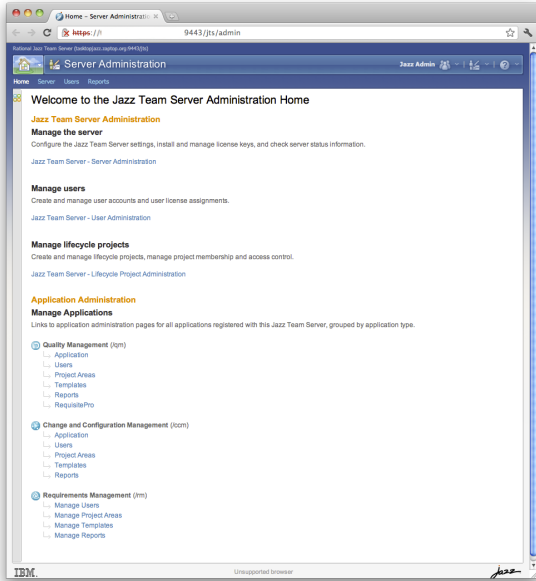 Home – Server Administratio
https://
9443/jts/admin
Rational Jazz Team Server
Server Administration
Jazz Admin
Home Server Users Reports
Welcome to the Jazz Team Server Administration Home
Jazz Team Server Administration
Manage the server
Configure the Jazz Team Server settings, install and manage license keys, and check server status information.
Jazz Team Server - Server Administration
Manage users
Create and manage user accounts and user license assignments.
Jazz Team Server - User Administration
Manage lifecycle projects
Create and manage lifecycle projects, manage project membership and access control.
Jazz Team Server - Lifecycle Project Administration
Application Administration
Manage Applications
Links to application administration pages for all applications registered with this Jazz Team Server, grouped by application type.
Quality Management (/qm)
Application
Users
Project Areas
Templates
Reports
RequisitePro
Change and Configuration Management (/ccm)
Application
Users
Project Areas
Templates
Reports
Requirements Management (/rm)
Manage Users
Manage Project Areas
Manage Templates
Manage Reports
IBM.
Unsupported browser
jazz